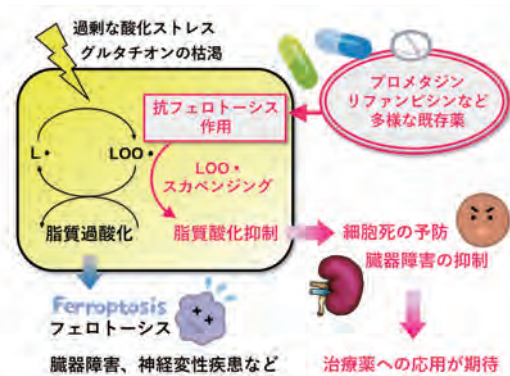 過剰な酸化ストレス
グルタチオンの枯渇
プロメタジン
リファンピシンなど
多様な既存薬
抗フェロトーシス
作用
L・
LOO・
LOO・
スカベンジング
脂質過酸化
脂質酸化抑制
細胞死の予防
臓器障害の抑制
Ferroptosis
フェロトーシス
臓器障害、神経変性疾患など
治療薬への応用が期待